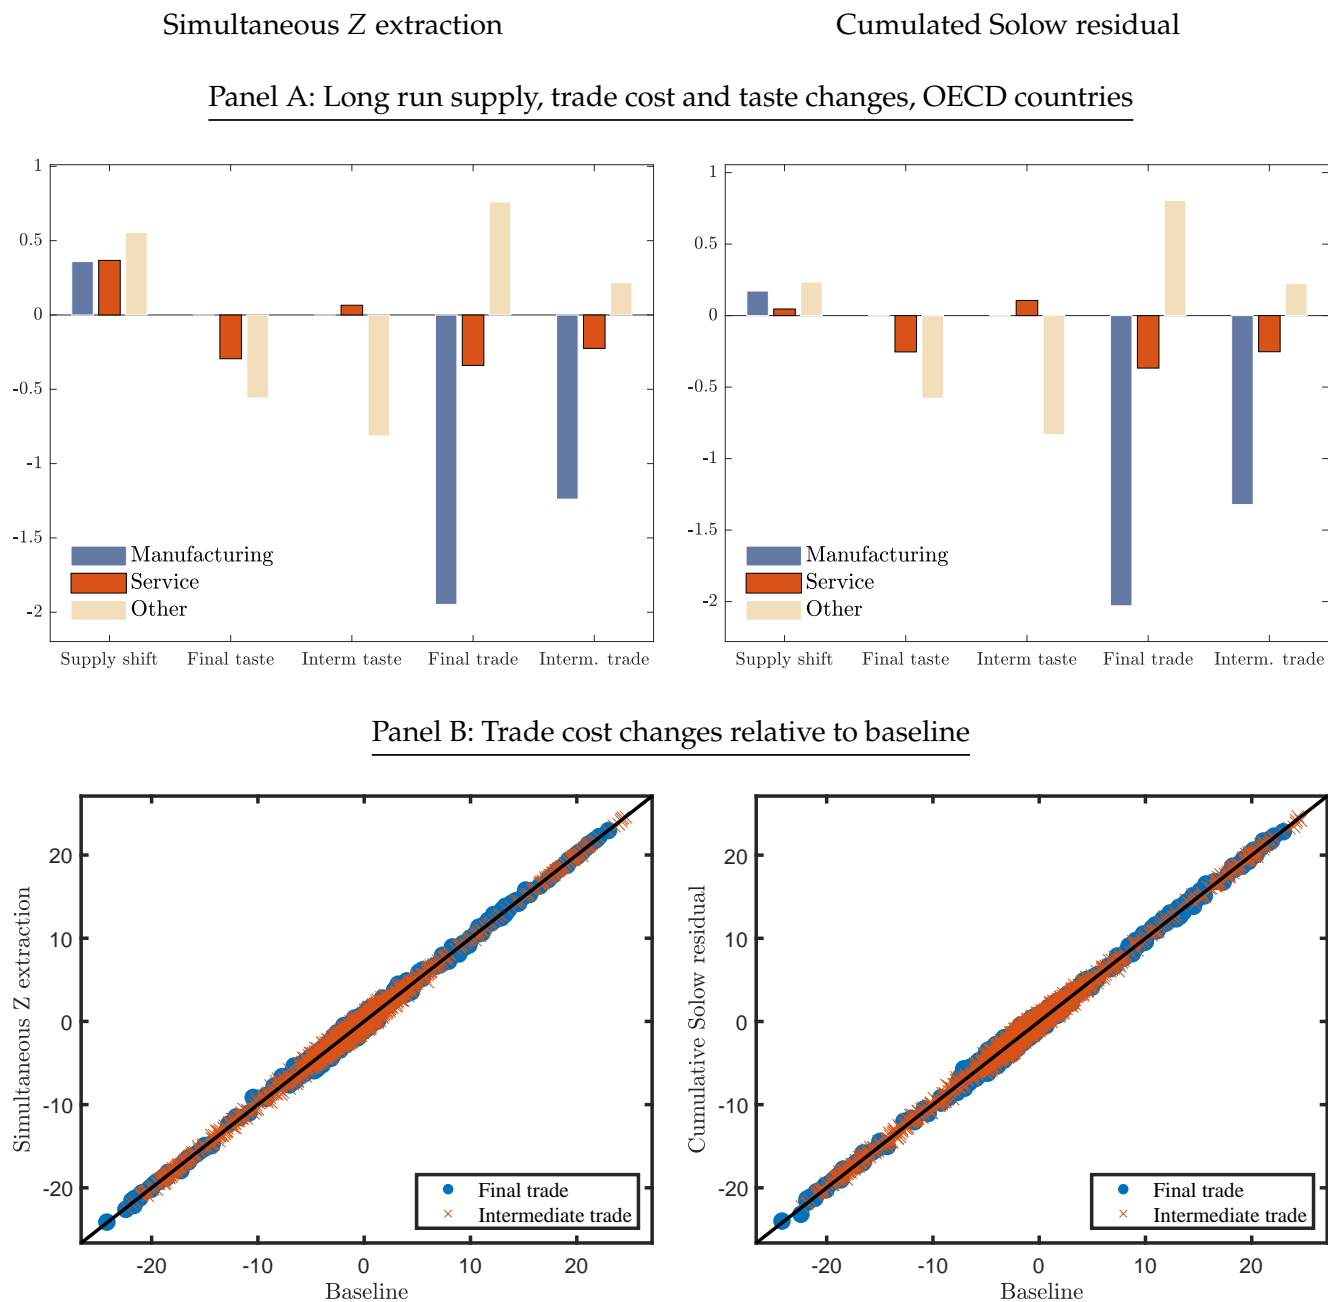 Simultaneous Z extraction
Cumulated Solow residual
Panel A: Long run supply, trade cost and taste changes, OECD countries
1
0.5
0
-0.5
-1
-1.5
-2
Manufacturing
Service
Other
Supply shift Final taste Interm taste Final trade Interm. trade
1
0.5
0
-0.5
-1
-1.5
-2
Manufacturing
Service
Other
Supply shift Final taste Interm taste Final trade Interm. trade
Panel B: Trade cost changes relative to baseline
Simultaneous Z extraction
20
10
0
-10
-20
Final trade
Intermediate trade
-20 -10 0 10 20
Baseline
Cumulative Solow residual
20
10
0
-10
-20
Final trade
Intermediate trade
-20 -10 0 10 20
Baseline